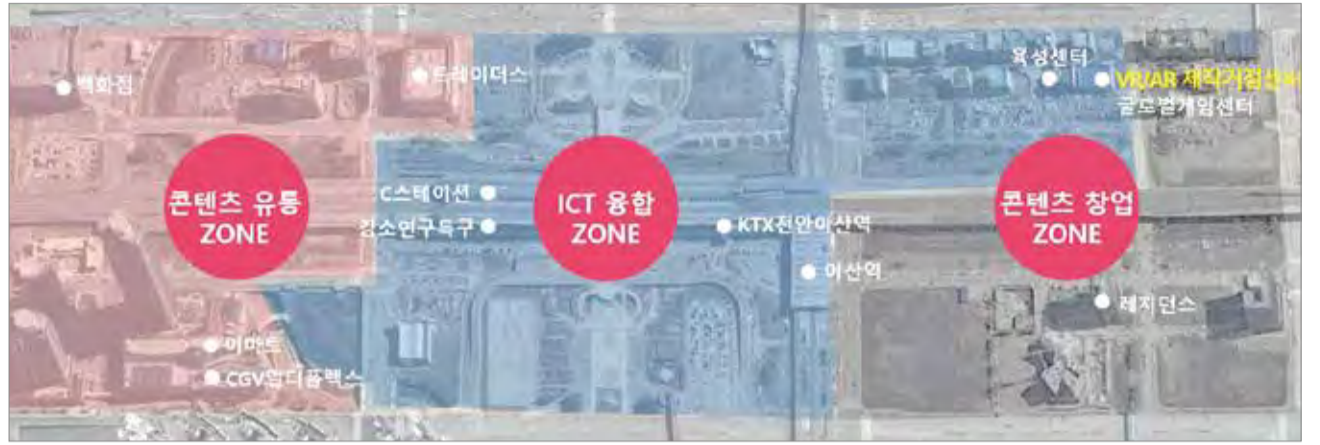 백화점
트레이더스
콘텐츠 유통
ZONE
이마트
CGV멀티플렉스
C스테이션
강소연구특구
ICT 융합
ZONE
KTX천안아산역
아산역
육성센터
VR/AR 제작거점센터
글로벌게임센터
콘텐츠 창업
ZONE
레지던스